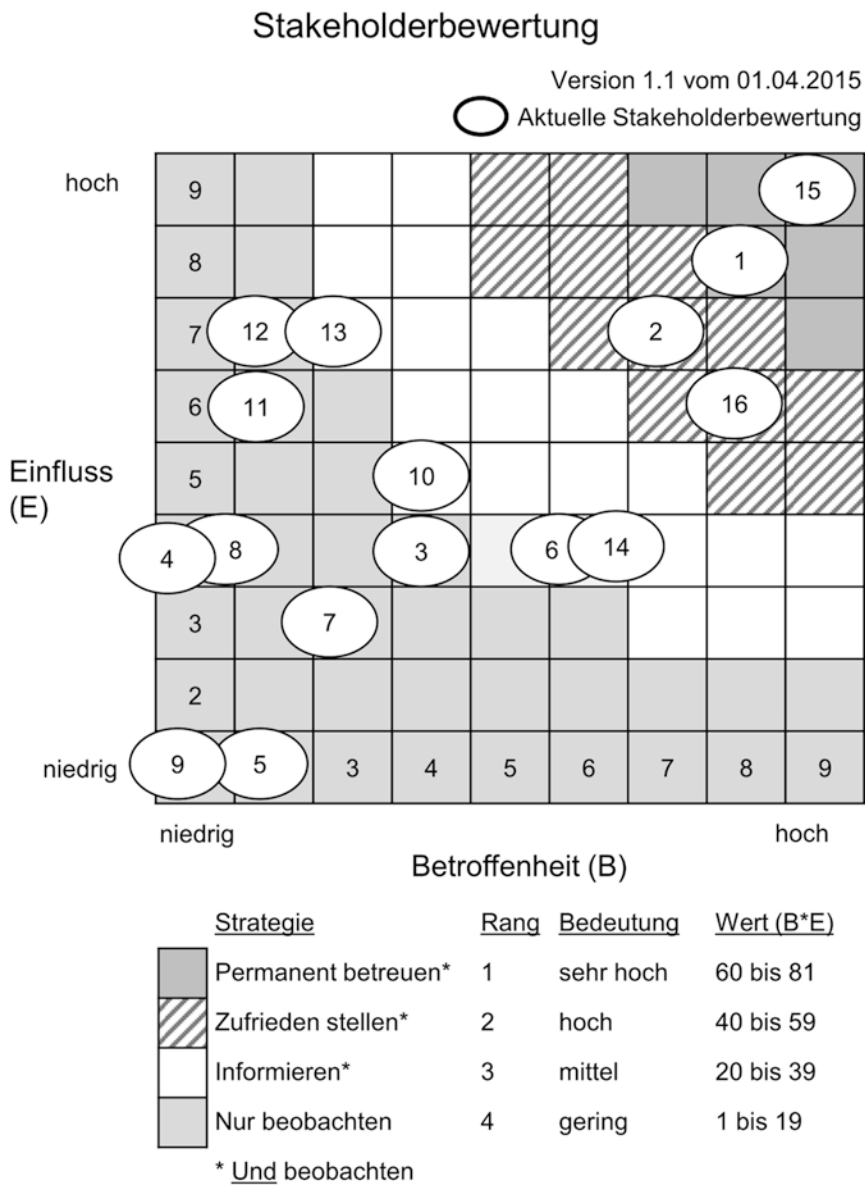 Stakeholderbewertung
Version 1.1 vom 01.04.2015
Aktuelle Stakeholderbewertung
hoch 9 15
8 1
7 12 13 2
6 11 16
Einfluss
(E)
5 10
4 8 3 6 14
3 7
2
niedrig 9 5 3 4 5 6 7 8 9
niedrig hoch
Betroffenheit (B)
Strategie Rang Bedeutung Wert (B*E)
Permanent betreuen* 1 sehr hoch 60 bis 81
Zufrieden stellen* 2 hoch 40 bis 59
Informieren* 3 mittel 20 bis 39
Nur beobachten 4 gering 1 bis 19
* Und beobachten